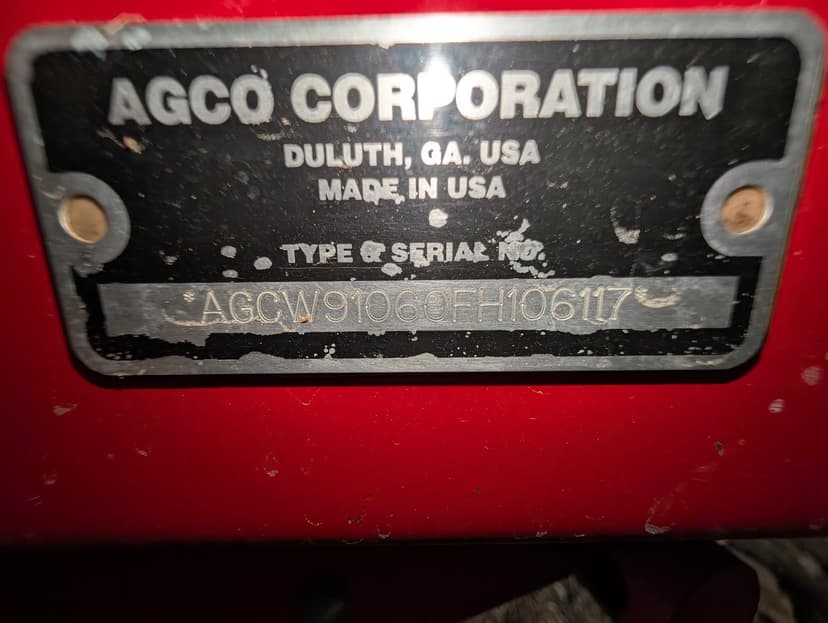 AGCO CORPORATION
DULUTH, GA. USA
MADE IN USA
TYPE & SERIAL NO.
*AGCW91060FH106117*